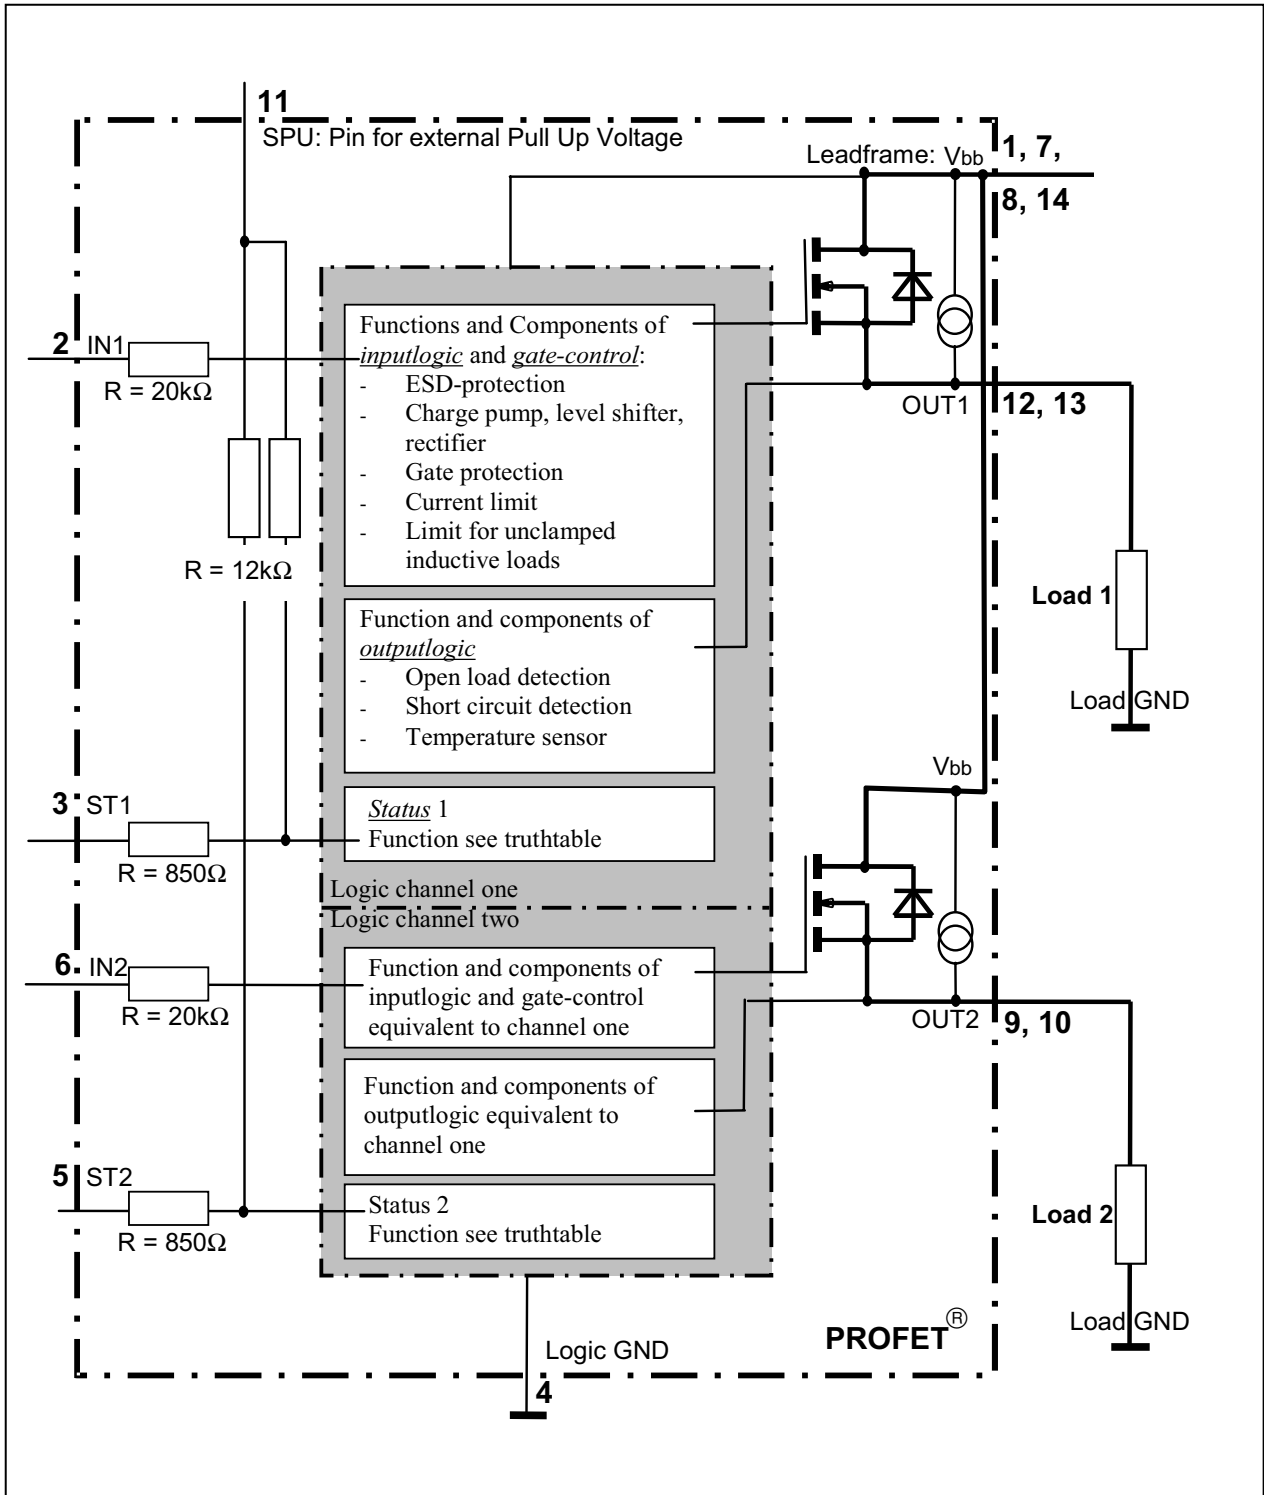 11
SPU: Pin for external Pull Up Voltage
Leadframe: Vbb
1, 7,
8, 14
2 IN1
R = 20kΩ
Functions and Components of
inputlogic and gate-control:
- ESD-protection
- Charge pump, level shifter,
rectifier
- Gate protection
- Current limit
- Limit for unclamped
inductive loads
OUT1
12, 13
R = 12kΩ
Load 1
Function and components of
outputlogic
- Open load detection
- Short circuit detection
- Temperature sensor
Load GND
Vbb
3 ST1
R = 850Ω
Status 1
Function see truthtable
Logic channel one
Logic channel two
6 IN2
R = 20kΩ
Function and components of
inputlogic and gate-control
equivalent to channel one
OUT2
9, 10
Function and components of
outputlogic equivalent to
channel one
5 ST2
R = 850Ω
Status 2
Function see truthtable
Load 2
Load GND
PROFET®
Logic GND
4